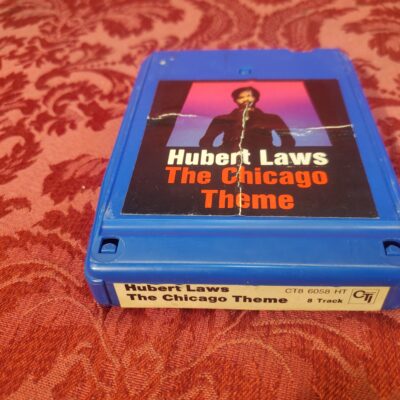 Hubert Laws
The Chicago
Theme
Hubert Laws
The Chicago Theme
CT8 6058 HT
8 Track
CTI